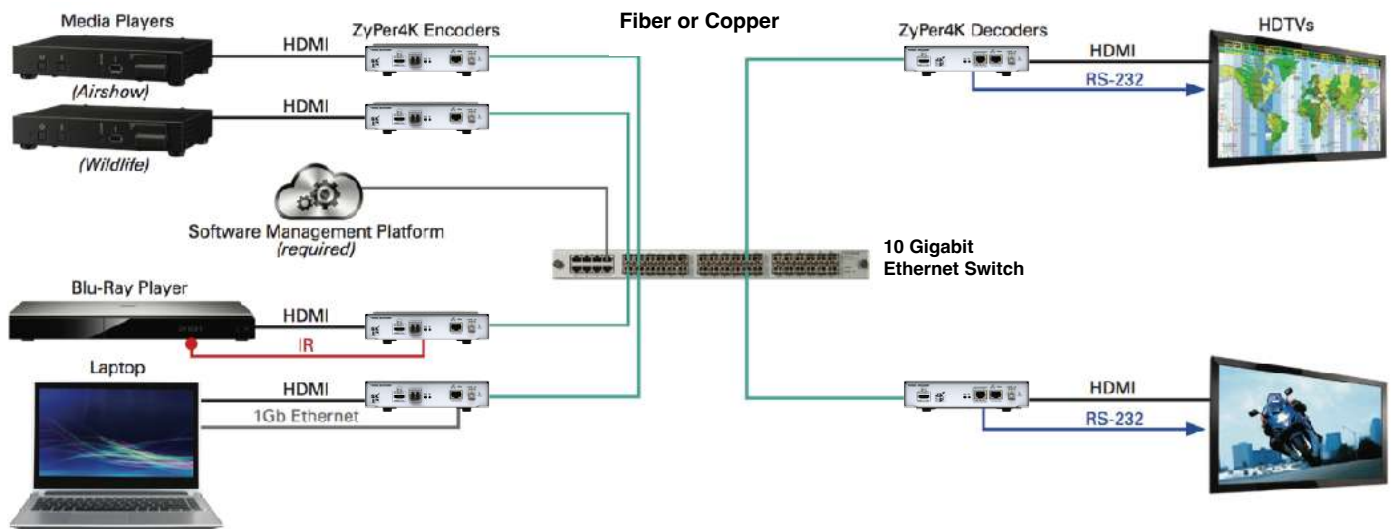 Media Players
HDMI
ZyPer4K Encoders
Fiber or Copper
ZyPer4K Decoders
HDMI
HDTVs
RS-232
(Airshow)
HDMI
(Wildlife)
Software Management Platform
(required)
10 Gigabit
Ethernet Switch
Blu-Ray Player
HDMI
IR
Laptop
HDMI
1Gb Ethernet
HDMI
RS-232